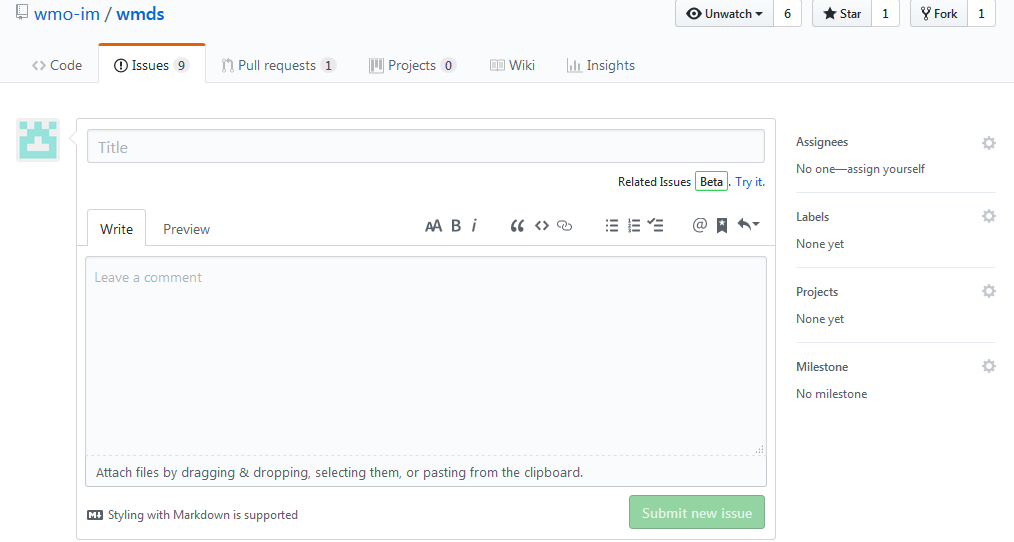 wmo-im / wmds
Unwatch 6 Star 1 Fork 1
Code Issues 9 Pull requests 1 Projects 0 Wiki Insights
Title
Related Issues Beta. Try it.
Write Preview AA B i @
Leave a comment
Attach files by dragging & dropping, selecting them, or pasting from the clipboard.
Styling with Markdown is supported
Submit new issue
Assignees
No one—assign yourself
Labels
None yet
Projects
None yet
Milestone
No milestone